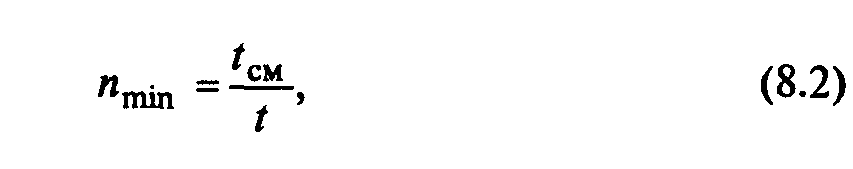 n_min = t_см / t, (8.2)